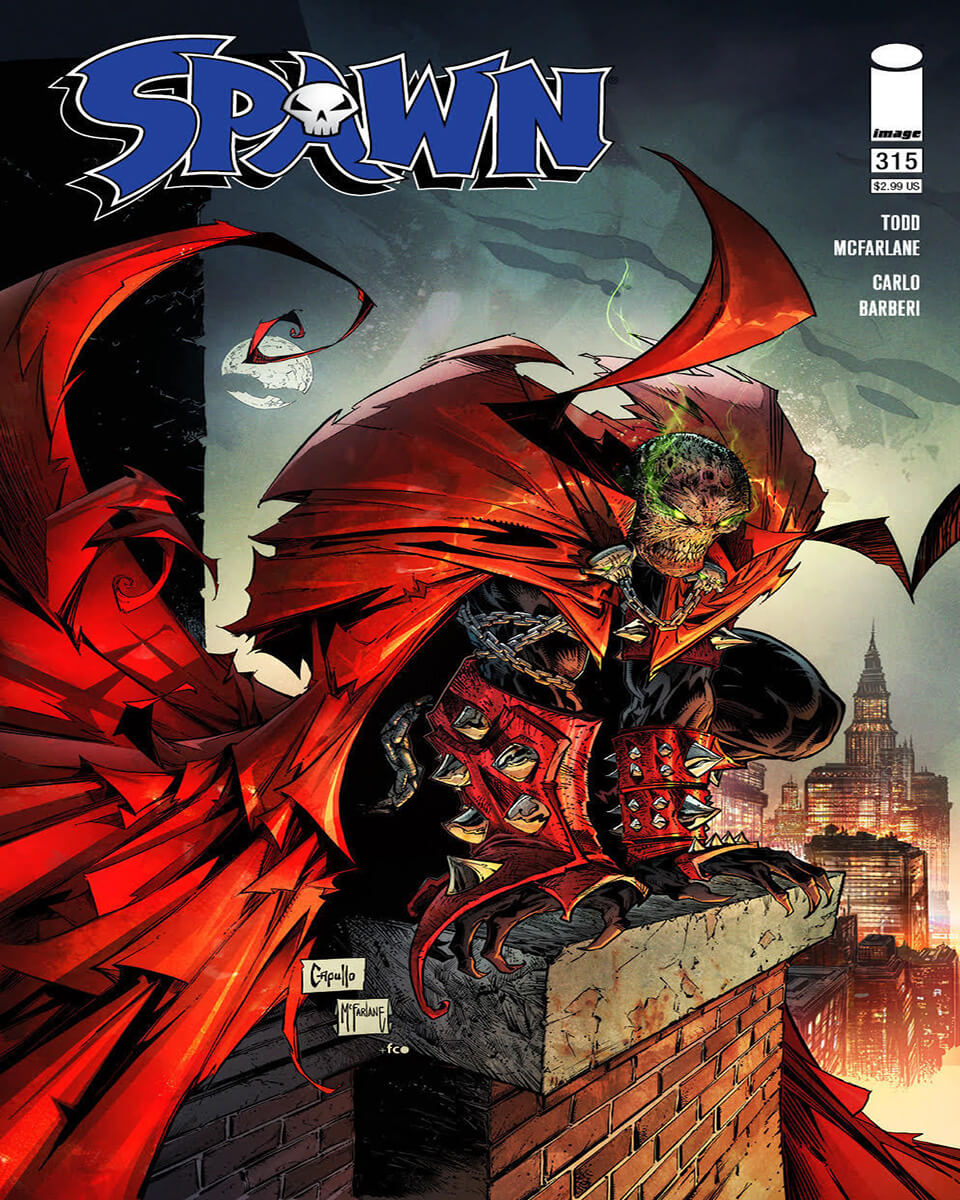 SPAWN
image
315
$2.99 US
TODD
MCFARLANE
CARLO
BARBERI
CAPULLO
MCFARLANE
+fco